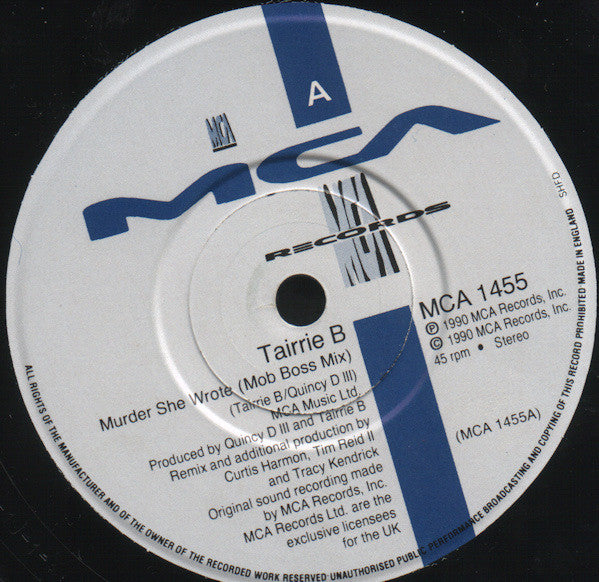 A
MCA
MCA
RECORDS
MCA
MCA
MCA 1455
Ⓟ 1990 MCA Records, Inc.
© 1990 MCA Records, Inc.
45 rpm • Stereo
(MCA 1455A)
Tairrie B
Murder She Wrote (Mob Boss Mix)
(Tairrie B/Quincy D III)
MCA Music Ltd.
Produced by Quincy D III and Tairrie B
Remix and additional production by
Curtis Harmon, Tim Reid II
and Tracy Kendrick
Original sound recording made
by MCA Records, Inc.
MCA Records Ltd. are the
exclusive licensees
for the UK
SHFD
ALL RIGHTS OF THE MANUFACTURER AND OF THE OWNER OF THE RECORDED WORK RESERVED UNAUTHORISED PUBLIC PERFORMANCE BROADCASTING AND COPYING OF THIS RECORD PROHIBITED MADE IN ENGLAND